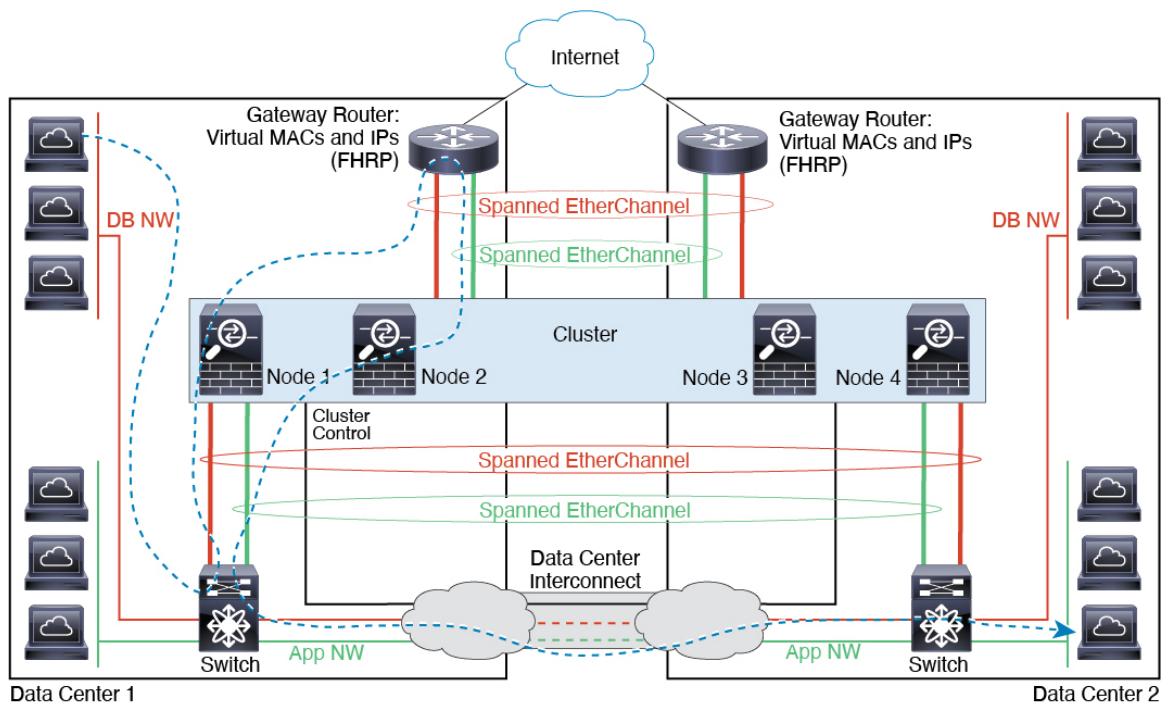 Internet
Gateway Router:
Virtual MACs and IPs
(FHRP)
Gateway Router:
Virtual MACs and IPs
(FHRP)
Spanned EtherChannel
DB NW
DB NW
Spanned EtherChannel
Cluster
Node 1
Node 2
Node 3
Node 4
Cluster
Control
Spanned EtherChannel
Spanned EtherChannel
Data Center
Interconnect
App NW
App NW
Switch
Switch
Data Center 1
Data Center 2